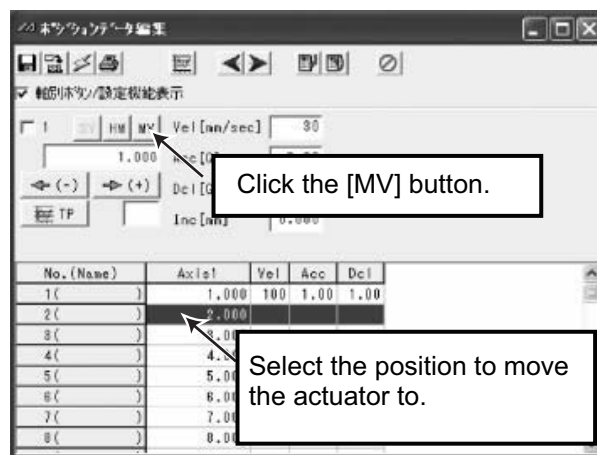 ポジションデータ編集
軸別ボタン/設定機能表示
1 SV HM MV Vel[mm/sec] 30
1.000
(-) (+)
TP
Click the [MV] button.
No.(Name) Axis1 Vel Acc Dcl
1( ) 1.000 100 1.00 1.00
2( ) 2.000
3( )
4( )
5( )
6( )
7( )
8( )
Select the position to move
the actuator to.